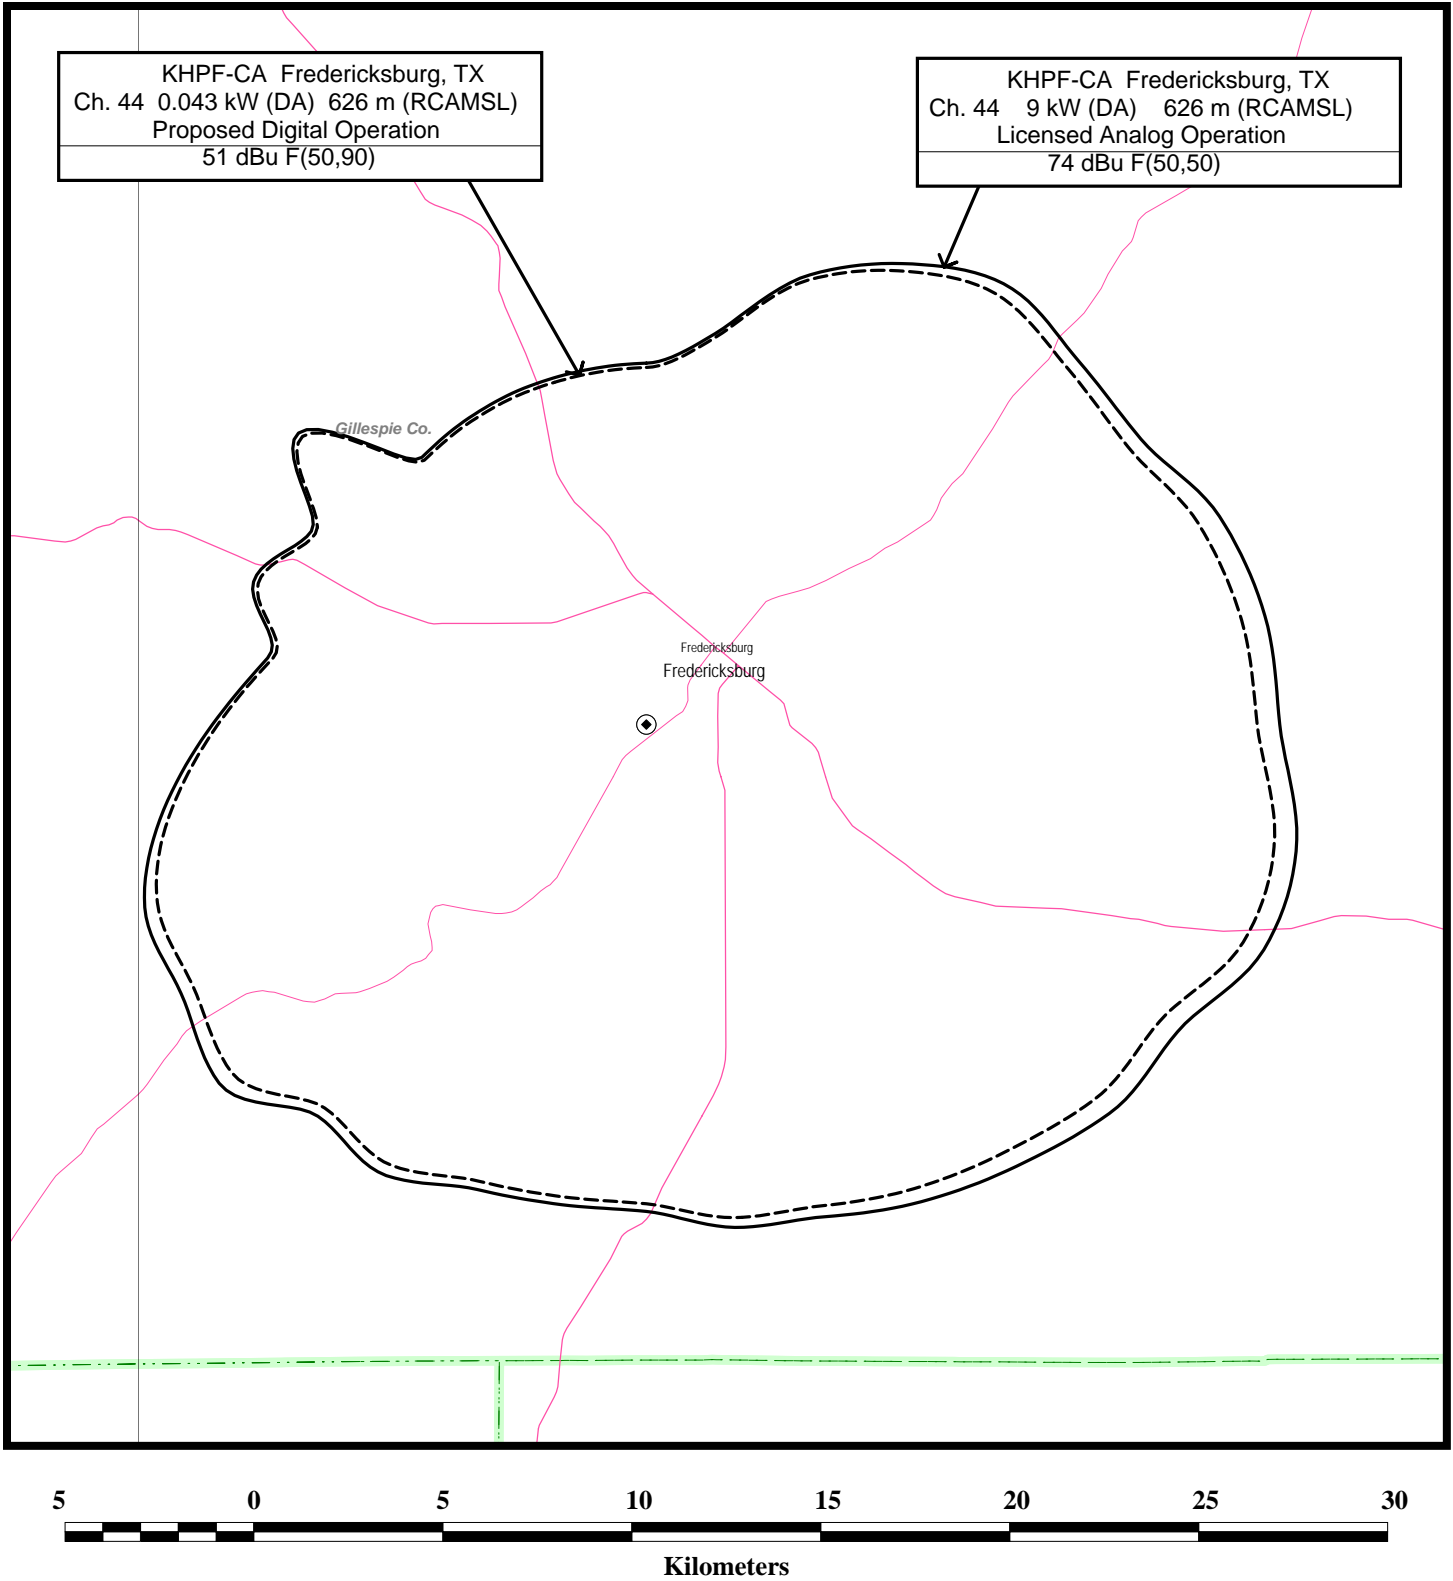 KHPF-CA Fredericksburg, TX
Ch. 44 0.043 kW (DA) 626 m (RCAMSL)
Proposed Digital Operation
51 dBu F(50,90)
KHPF-CA Fredericksburg, TX
Ch. 44 9 kW (DA) 626 m (RCAMSL)
Licensed Analog Operation
74 dBu F(50,50)
Gillespie Co.
Fredericksburg
Fredericksburg
5 0 5 10 15 20 25 30
Kilometers